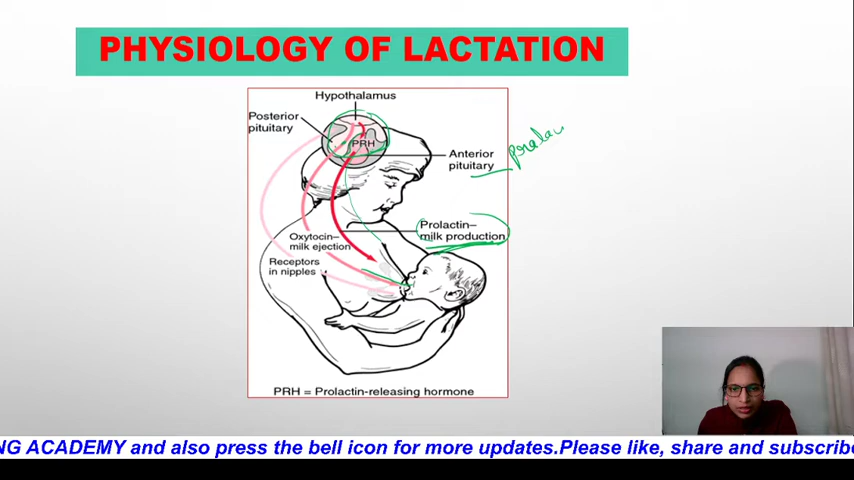 PHYSIOLOGY OF LACTATION
Hypothalamus
Posterior
pituitary
PRH
Anterior
pituitary
Prolactin–
milk production
Oxytocin–
milk ejection
Receptors
in nipples
PRH = Prolactin-releasing hormone
NG ACADEMY and also press the bell icon for more updates.Please like, share and subscribe